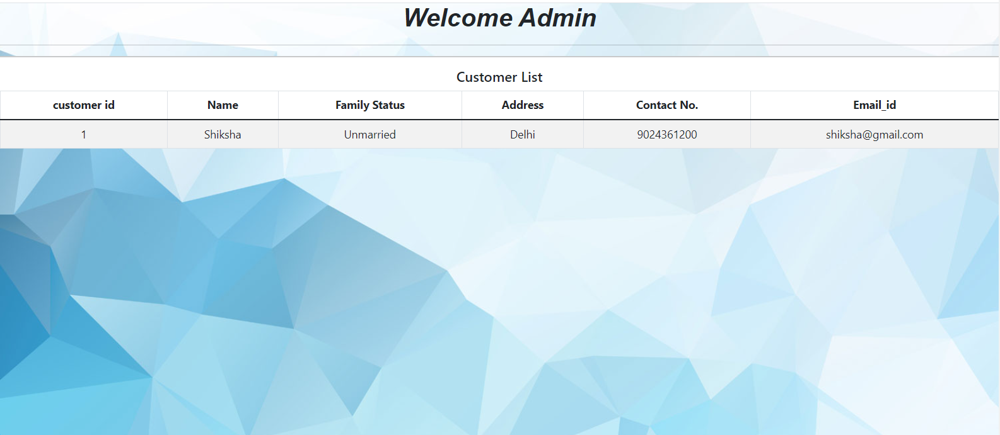 Welcome Admin
Customer List
customer id Name Family Status Address Contact No. Email_id
1 Shiksha Unmarried Delhi 9024361200 shiksha@gmail.com